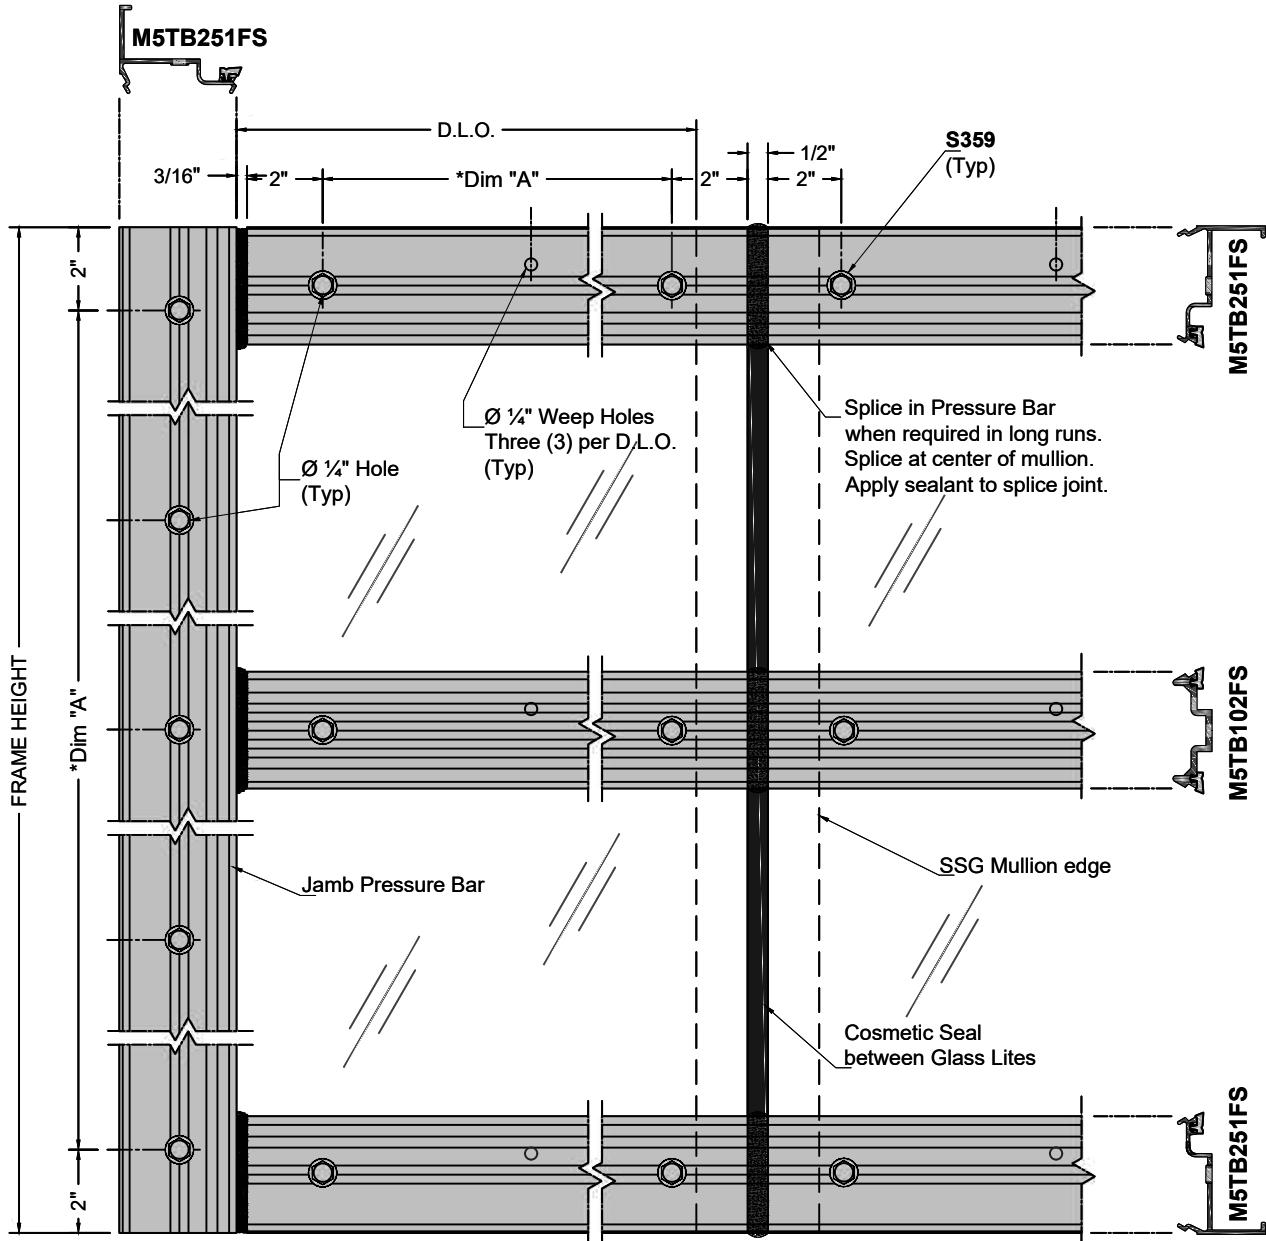 M5TB251FS
D.L.O.
S359
(Typ)
3/16"
2"
*Dim "A"
2"
1/2"
2"
2"
M5TB251FS
Ø ¼" Weep Holes
Three (3) per D.L.O.
(Typ)
Splice in Pressure Bar
when required in long runs.
Splice at center of mullion.
Apply sealant to splice joint.
Ø ¼" Hole
(Typ)
FRAME HEIGHT
*Dim "A"
M5TB102FS
Jamb Pressure Bar
SSG Mullion edge
Cosmetic Seal
between Glass Lites
2"
M5TB251FS